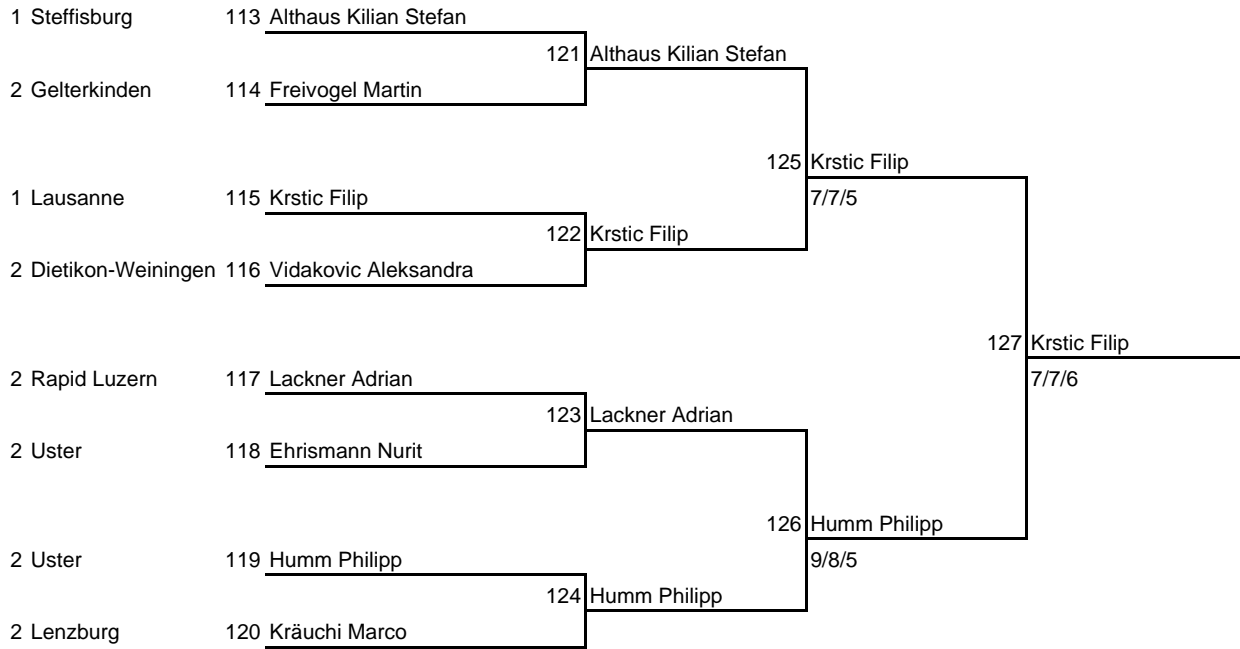 1 Steffisburg 113 Althaus Kilian Stefan
121 Althaus Kilian Stefan
2 Gelterkinden 114 Freivogel Martin
125 Krstic Filip
1 Lausanne 115 Krstic Filip 7/7/5
122 Krstic Filip
2 Dietikon-Weiningen 116 Vidakovic Aleksandra
127 Krstic Filip
2 Rapid Luzern 117 Lackner Adrian 7/7/6
123 Lackner Adrian
2 Uster 118 Ehrismann Nurit
126 Humm Philipp
2 Uster 119 Humm Philipp 9/8/5
124 Humm Philipp
2 Lenzburg 120 Kräuchi Marco